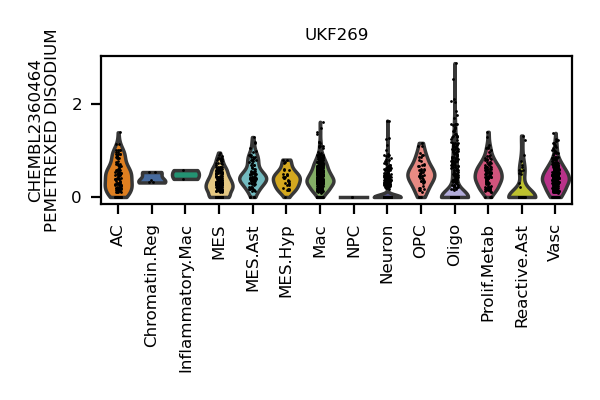 UKF269
CHEMBL2360464
PEMETREXED DISODIUM
2
0
AC
Chromatin.Reg
Inflammatory.Mac
MES
MES.Ast
MES.Hyp
Mac
NPC
Neuron
OPC
Oligo
Prolif.Metab
Reactive.Ast
Vasc